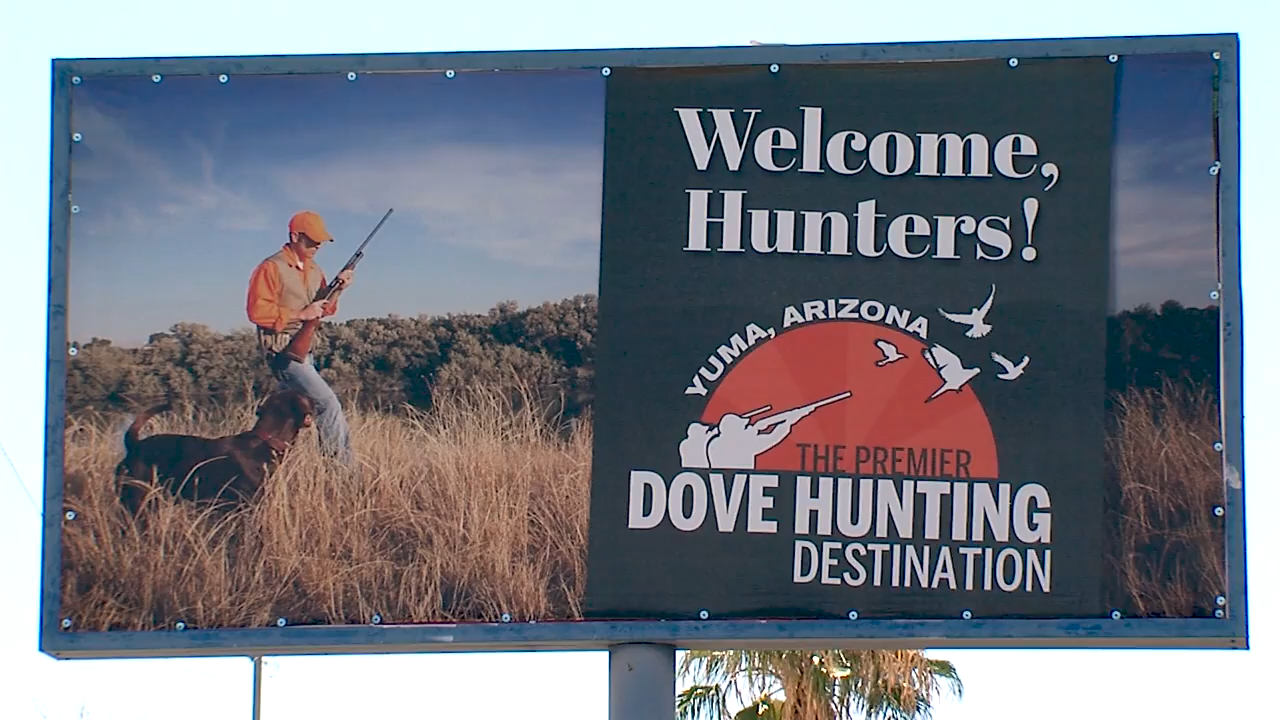 Welcome,
Hunters!
YUMA, ARIZONA
THE PREMIER
DOVE HUNTING
DESTINATION